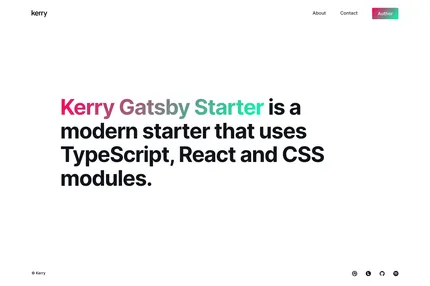 kerry
About Contact Author
Kerry Gatsby Starter is a
modern starter that uses
TypeScript, React and CSS
modules.
© Kerry